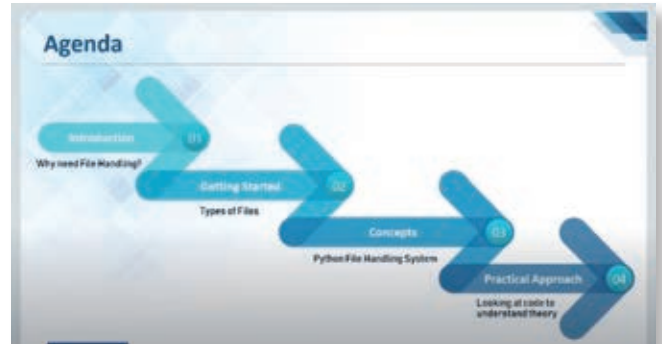 Agenda
Introduction 01
Why need File Handling?
Getting Started 02
Types of Files
Concepts 03
Python File Handling System
Practical Approach 04
Looking at code to
understand theory